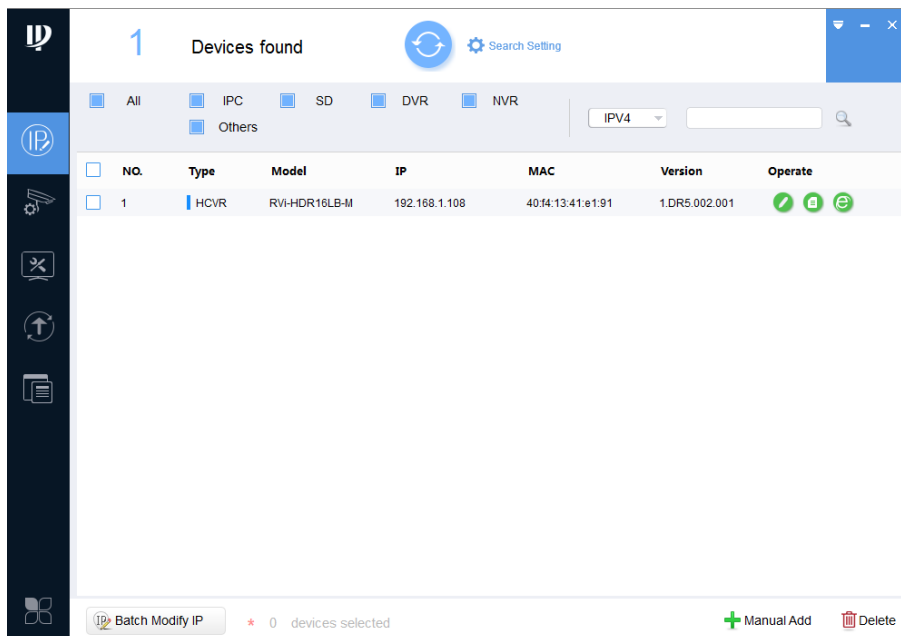 1 Devices found Search Setting
All IPC SD DVR NVR
Others
IPV4
NO. Type Model IP MAC Version Operate
1 HCVR RVi-HDR16LB-M 192.168.1.108 40:f4:13:41:e1:91 1.DR5.002.001
Batch Modify IP * 0 devices selected Manual Add Delete